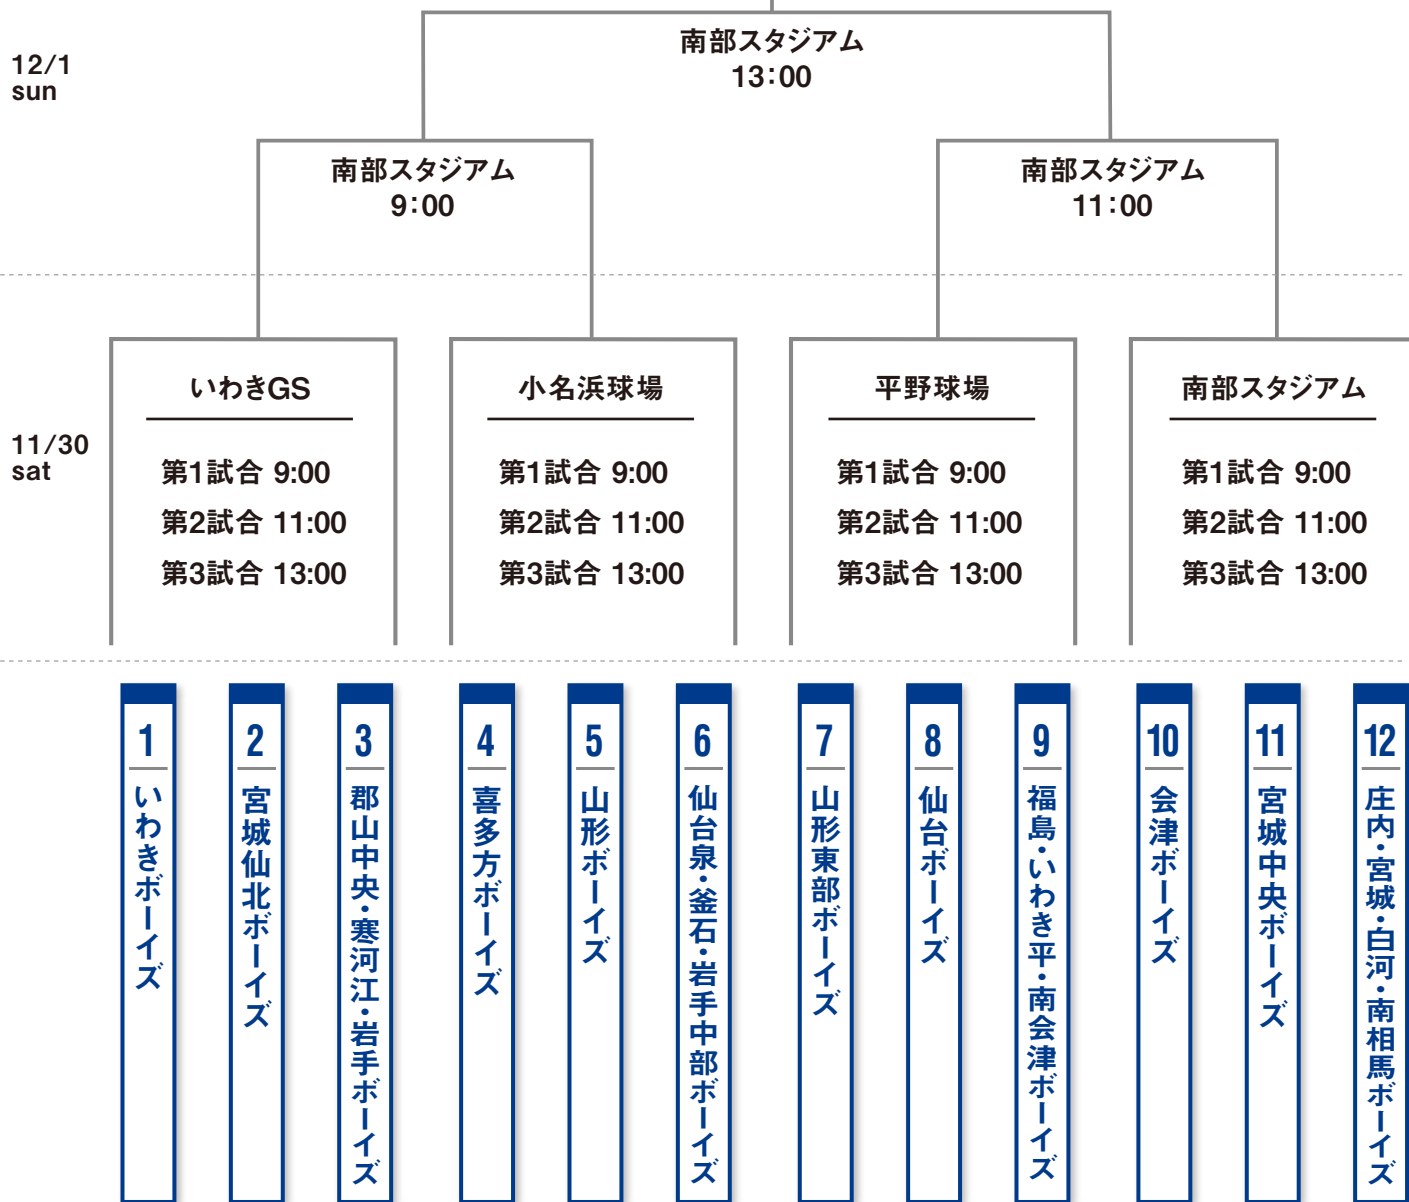 12/1
sun
南部スタジアム
13：00
南部スタジアム
9：00
南部スタジアム
11：00
11/30
sat
いわきGS
第1試合 9:00
第2試合 11:00
第3試合 13:00
小名浜球場
第1試合 9:00
第2試合 11:00
第3試合 13:00
平野球場
第1試合 9:00
第2試合 11:00
第3試合 13:00
南部スタジアム
第1試合 9:00
第2試合 11:00
第3試合 13:00
1
いわきボーイズ
2
宮城仙北ボーイズ
3
郡山中央・寒河江・岩手ボーイズ
4
喜多方ボーイズ
5
山形ボーイズ
6
仙台泉・釜石・岩手中部ボーイズ
7
山形東部ボーイズ
8
仙台ボーイズ
9
福島・いわき平・南会津ボーイズ
10
会津ボーイズ
11
宮城中央ボーイズ
12
庄内・宮城・白河・南相馬ボーイズ